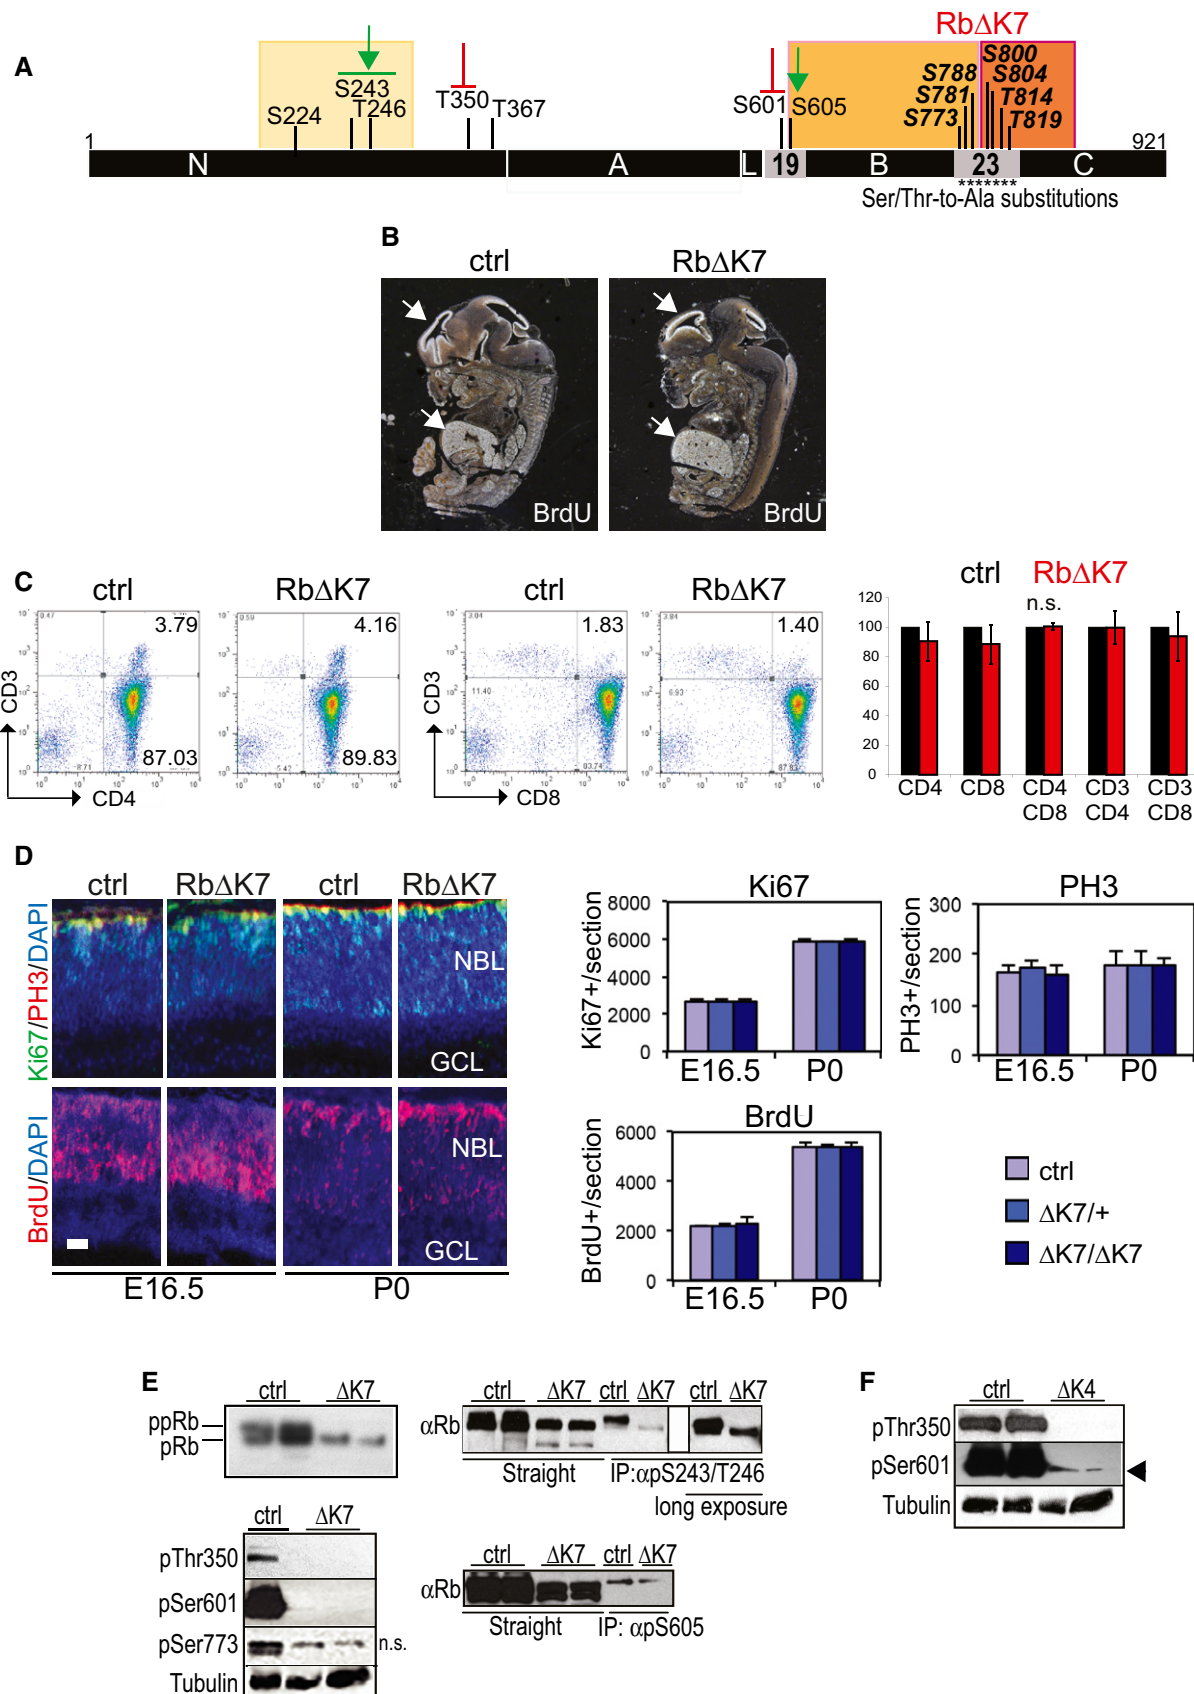 A
RbΔK7
S800
S788
S804
S243
S781
T814
S224
T246
T350
T367
S601
S605
S773
T819
1
921
N
A
L
19
B
23
C
*******
Ser/Thr-to-Ala substitutions
B
ctrl
RbΔK7
BrdU
BrdU
C
ctrl
RbΔK7
ctrl
RbΔK7
ctrl
RbΔK7
3.79
4.16
1.83
1.40
87.03
89.83
11.40
6.93
CD3
CD4
CD3
CD8
n.s.
120
100
80
60
40
20
0
CD4
CD8
CD4
CD8
CD3
CD4
CD3
CD8
D
ctrl
RbΔK7
ctrl
RbΔK7
Ki67/PH3/DAPI
NBL
GCL
BrdU/DAPI
NBL
GCL
E16.5
P0
Ki67
Ki67+/section
8000
6000
4000
2000
0
E16.5
P0
PH3
PH3+/section
300
200
100
0
E16.5
P0
BrdU
BrdU+/section
6000
4000
2000
0
E16.5
P0
ctrl
ΔK7/+
ΔK7/ΔK7
E
ctrl
ΔK7
ppRb
pRb
ctrl
ΔK7
ctrl
ΔK7
ctrl
ΔK7
αRb
Straight
IP:αpS243/T246
long exposure
ctrl
ΔK7
pThr350
pSer601
pSer773
n.s.
Tubulin
ctrl
ΔK7
ctrl
ΔK7
αRb
Straight
IP: αpS605
F
ctrl
ΔK4
pThr350
pSer601
Tubulin